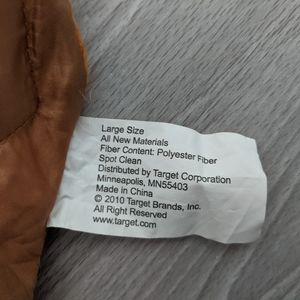 Large Size
All New Materials
Fiber Content: Polyester Fiber
Spot Clean
Distributed by Target Corporation
Minneapolis, MN55403
Made in China
© 2010 Target Brands, Inc.
All Right Reserved
www.target.com